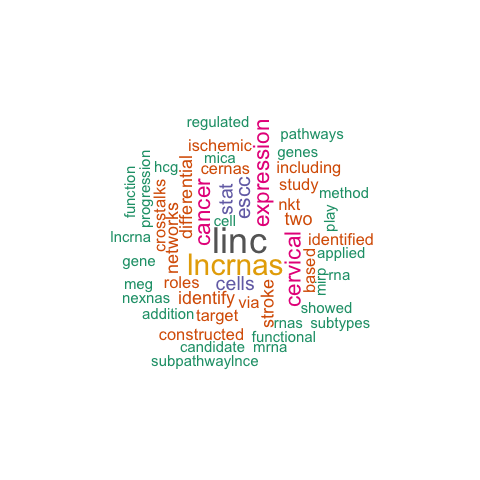 regulated
pathways
ischemic
expression
genes
mica
hcg.
cernas
including
function
progression
differential
study
stat
escc
cancer
method
crosstalks
nkt
play
networks
cell
two
lncrna
linc
identified
cervical
applied
gene
lncrnas
based
mirp
rna
meg
roles
cells
nexnas
identify
via
stroke
showed
addition
target
rnas
subtypes
constructed
functional
candidate
mrna
subpathwaylnce